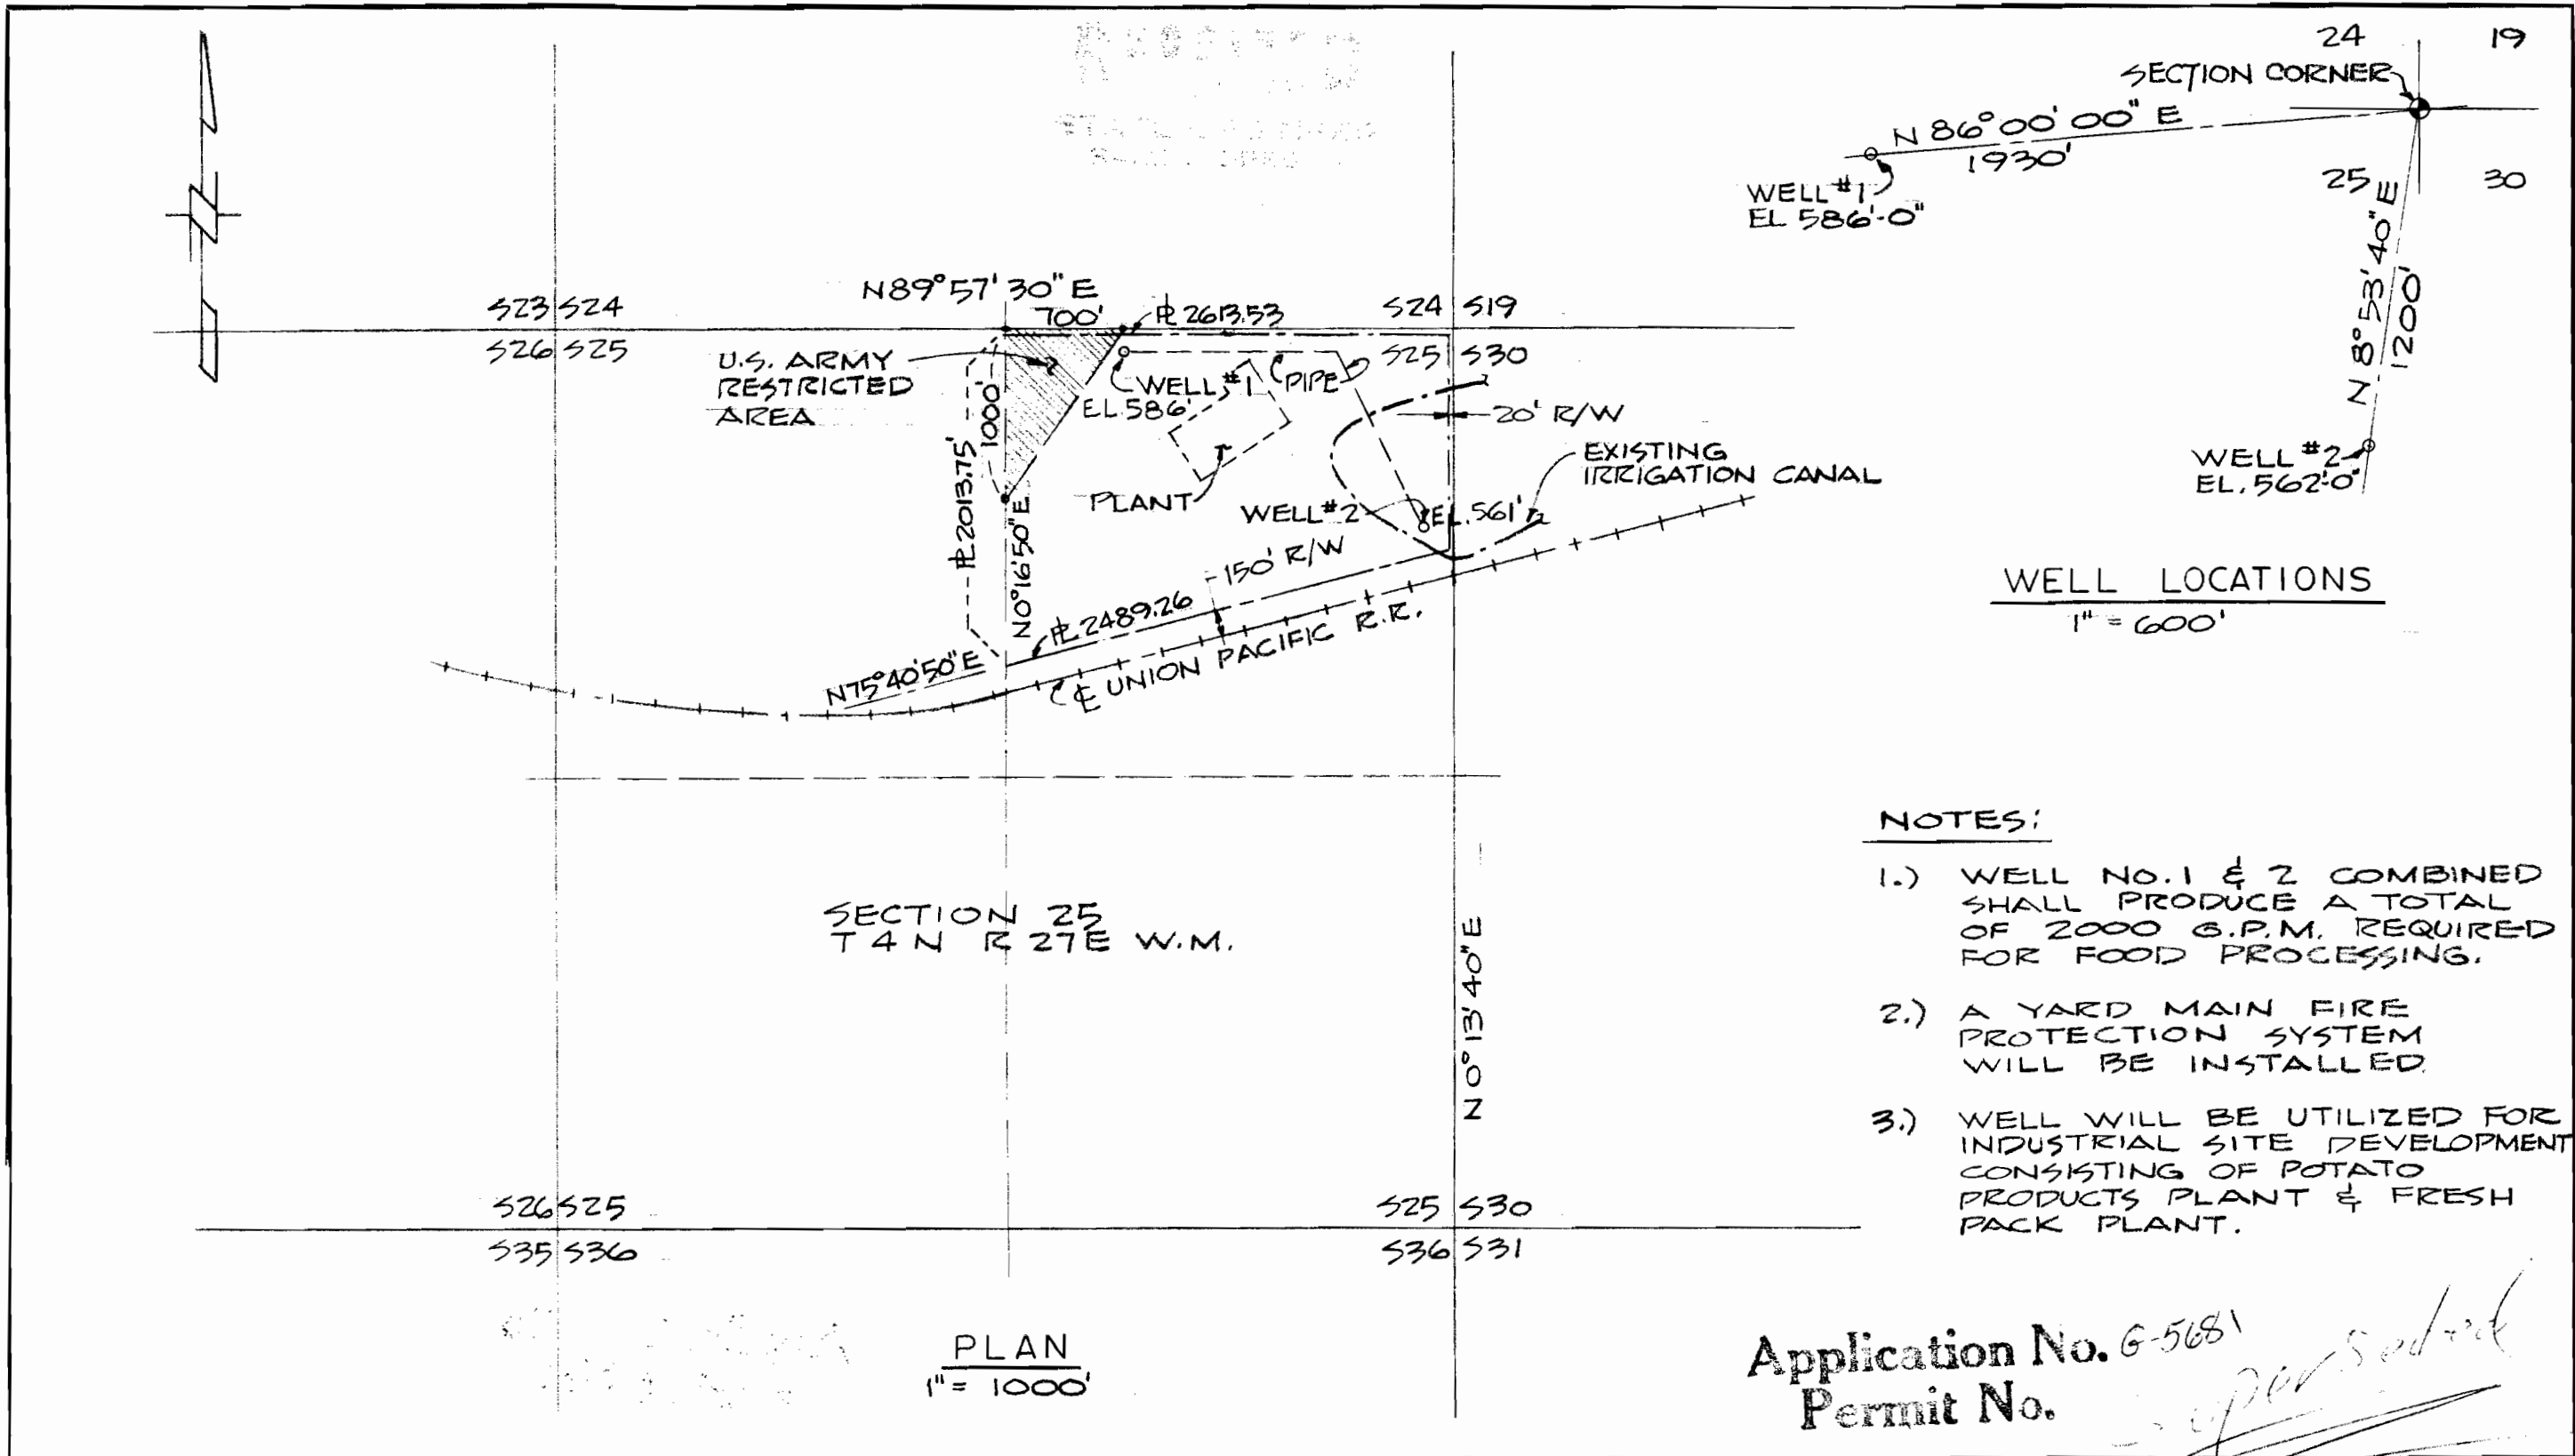 24 19
SECTION CORNER
N 86°00'00" E
1930'
WELL #1
EL 586'-0"
25 30
N 8°53'40" E
1200'
WELL #2
EL. 562'-0"
WELL LOCATIONS
1" = 600'
N89°57'30" E
700'
S23 S24
S26 S25
℄ 2613.53
S24 S19
S25 S30
U.S. ARMY
RESTRICTED
AREA
1000'
WELL #1
EL. 586'
PIPE
20' R/W
EXISTING
IRRIGATION CANAL
PLANT
WELL #2
EL. 561'±
℄ 2013.75'
N0°16'50" E
150' R/W
℄ 2489.26
N75°40'50" E
℄ UNION PACIFIC R.R.
SECTION 25
T 4 N R 27E W.M.
N 0°13'40" E
S26 S25
S35 S36
S25 S30
S36 S31
PLAN
1" = 1000'
NOTES:
1.) WELL NO. 1 & 2 COMBINED
SHALL PRODUCE A TOTAL
OF 2000 G.P.M. REQUIRED
FOR FOOD PROCESSING.
2.) A YARD MAIN FIRE
PROTECTION SYSTEM
WILL BE INSTALLED.
3.) WELL WILL BE UTILIZED FOR
INDUSTRIAL SITE DEVELOPMENT
CONSISTING OF POTATO
PRODUCTS PLANT & FRESH
PACK PLANT.
Application No. G-5681
Permit No.